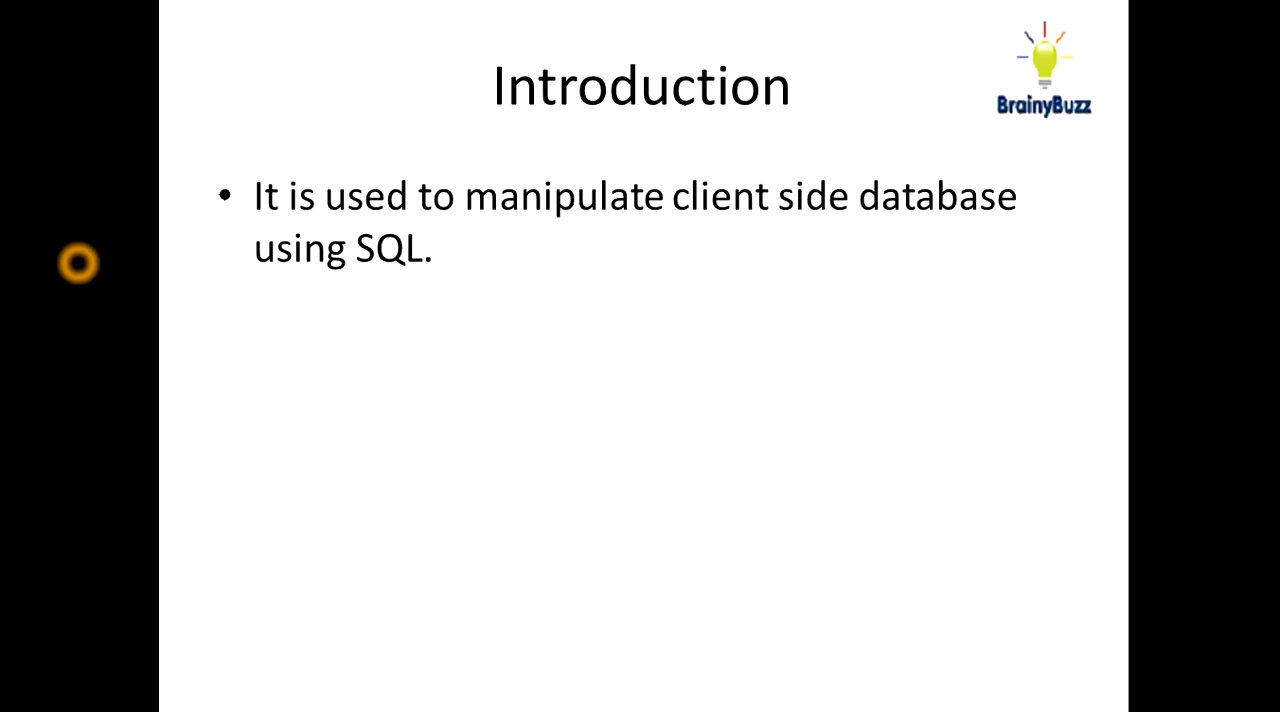 Introduction
BrainyBuzz
• It is used to manipulate client side database
using SQL.